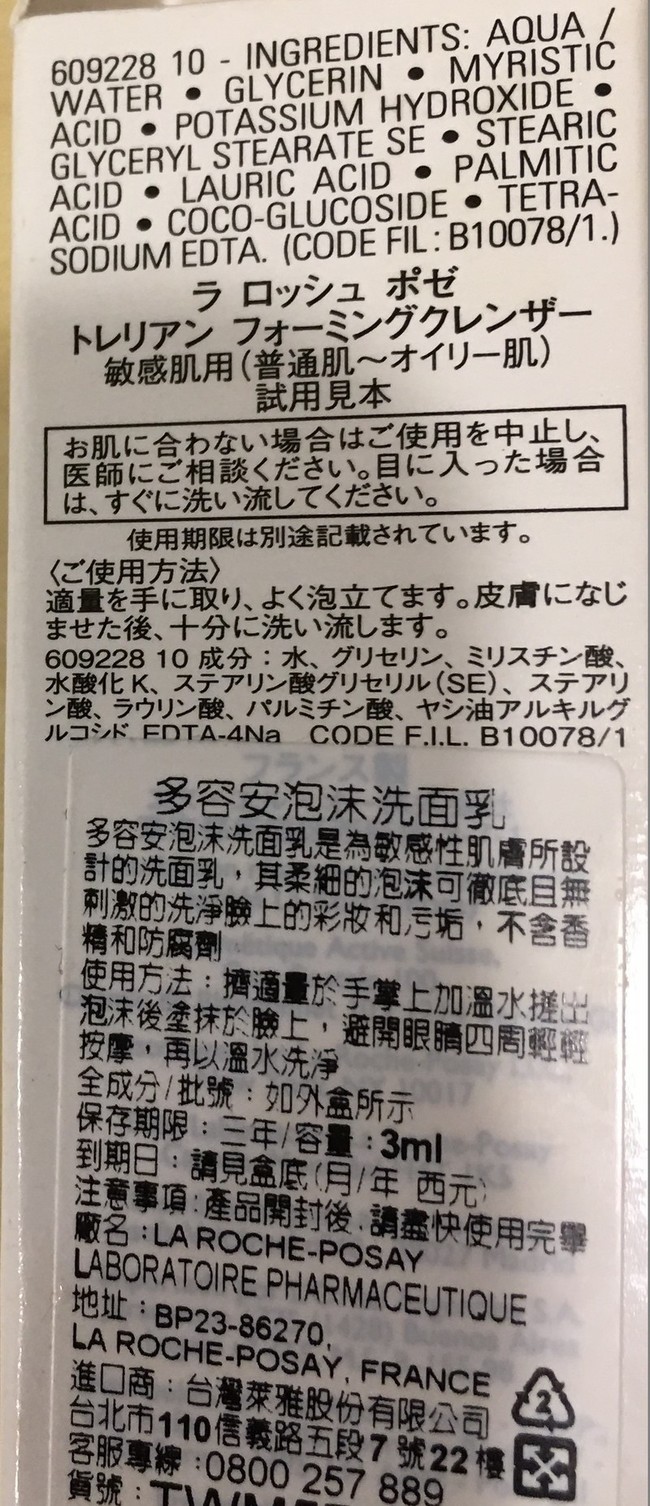 609228 10 - INGREDIENTS: AQUA /
WATER • GLYCERIN • MYRISTIC
ACID • POTASSIUM HYDROXIDE •
GLYCERYL STEARATE SE • STEARIC
ACID • LAURIC ACID • PALMITIC
ACID • COCO-GLUCOSIDE • TETRA-
SODIUM EDTA. (CODE FIL : B10078/1.)
ラ ロッシュ ポゼ
トレリアン フォーミングクレンザー
敏感肌用(普通肌～オイリー肌)
試用見本
お肌に合わない場合はご使用を中止し、
医師にご相談ください。目に入った場合
は、すぐに洗い流してください。
使用期限は別途記載されています。
〈ご使用方法〉
適量を手に取り、よく泡立てます。皮膚になじ
ませた後、十分に洗い流します。
609228 10 成分：水、グリセリン、ミリスチン酸、
水酸化K、ステアリン酸グリセリル(SE)、ステアリ
ン酸、ラウリン酸、パルミチン酸、ヤシ油アルキルグ
ルコシド、EDTA-4Na CODE F.I.L. B10078/1
多容安泡沫洗面乳
多容安泡沫洗面乳是為敏感性肌膚所設
計的洗面乳，其柔細的泡沫可徹底且無
刺激的洗淨臉上的彩妝和污垢，不含香
精和防腐劑
使用方法：擠適量於手掌上加溫水搓出
泡沫後塗抹於臉上，避開眼睛四周輕輕
按摩，再以溫水洗淨
全成分/批號：如外盒所示
保存期限：三年/容量：3ml
到期日：請見盒底(月/年 西元)
注意事項：產品開封後，請盡快使用完畢
廠名：LA ROCHE-POSAY
LABORATOIRE PHARMACEUTIQUE
地址：BP23-86270,
LA ROCHE-POSAY, FRANCE
進口商：台灣萊雅股份有限公司
台北市110信義路五段7號22樓
客服專線：0800 257 889
貨號：
2